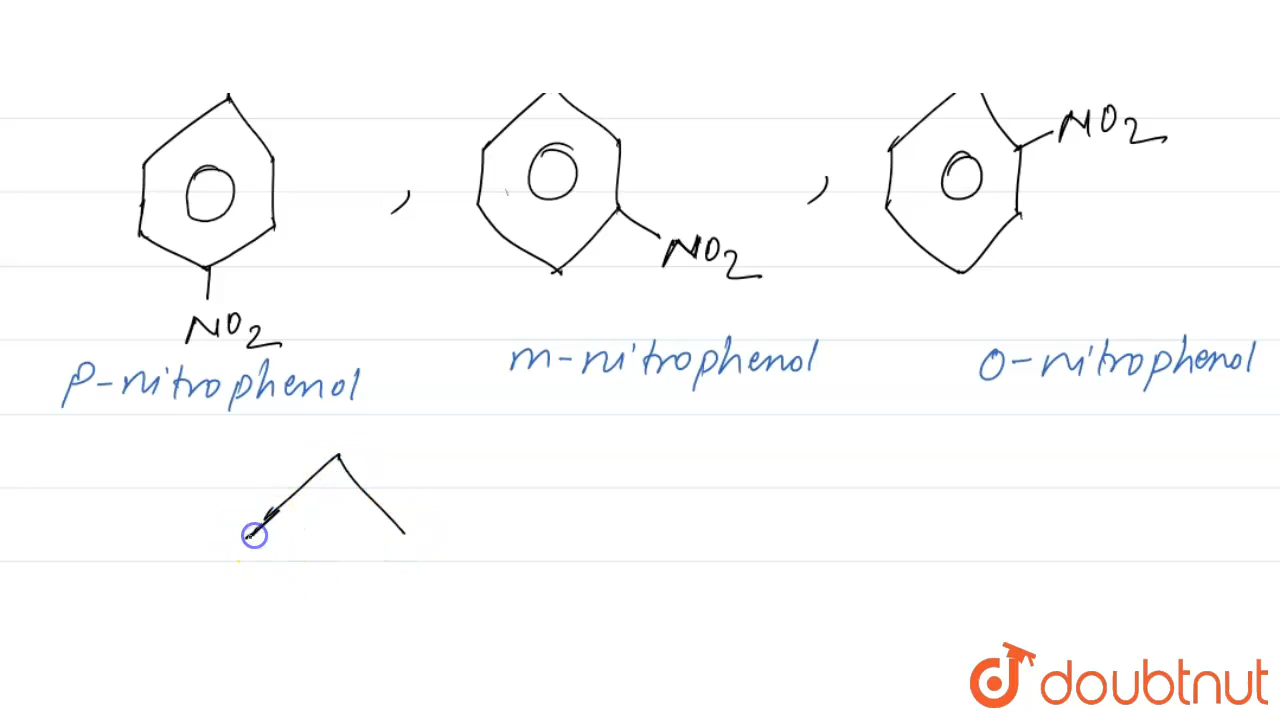 NO2
NO2
NO2
p-nitrophenol
m-nitrophenol
o-nitrophenol
doubtnut